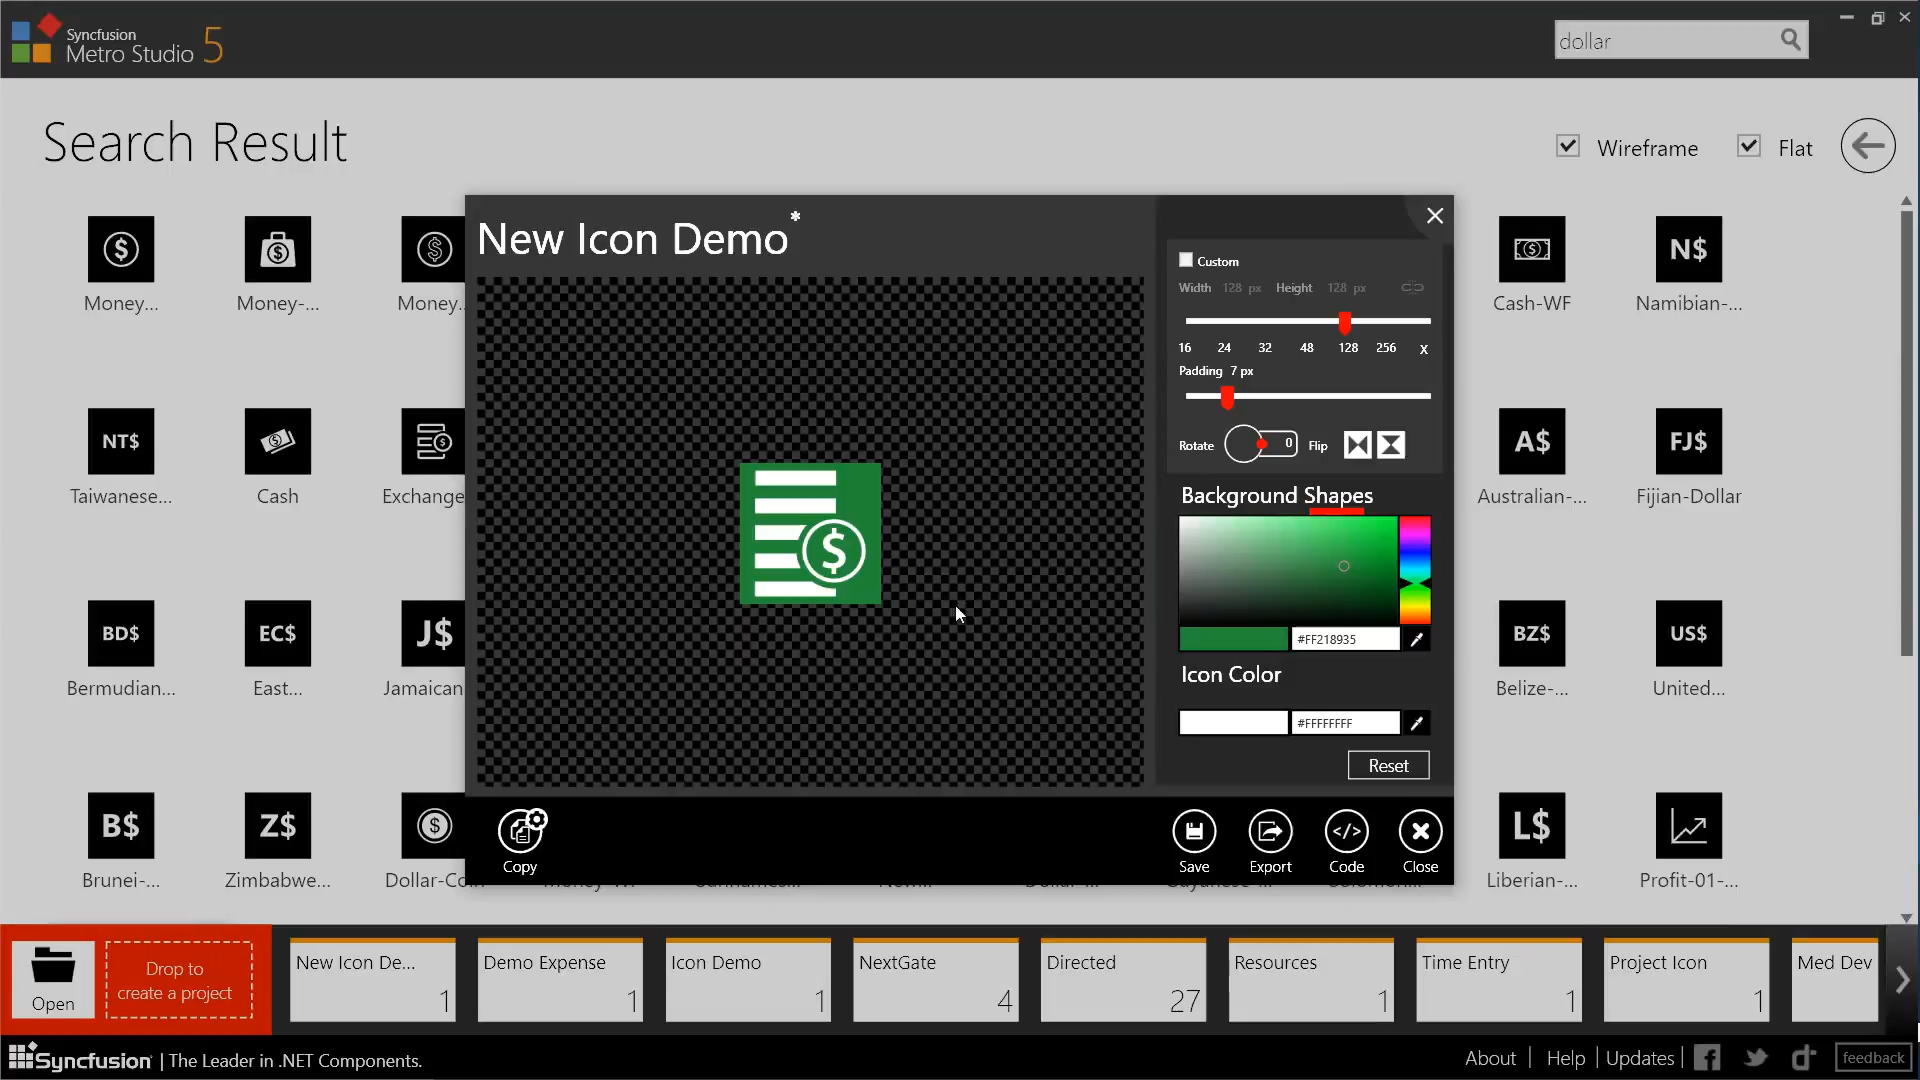 Syncfusion
Metro Studio 5
dollar
Search Result
Wireframe
Flat
Money...
Money-...
Money.
Cash-WF
N$
Namibian-...
New Icon Demo
*
Custom
Width 128 px Height 128 px
16 24 32 48 128 256 X
Padding 7 px
Rotate 0 Flip
NT$
Taiwanese...
Cash
Exchange
A$
Australian-...
FJ$
Fijian-Dollar
Background Shapes
#FF218935
Icon Color
#FFFFFFFF
Reset
BD$
Bermudian...
EC$
East...
J$
Jamaican
BZ$
Belize-...
US$
United...
Copy
Save
Export
Code
Close
B$
Brunei-...
Z$
Zimbabwe...
$
Dollar-Co
L$
Liberian-...
Profit-01-...
Open
Drop to
create a project
New Icon De...
1
Demo Expense
1
Icon Demo
1
NextGate
4
Directed
27
Resources
1
Time Entry
1
Project Icon
1
Med Dev
Syncfusion | The Leader in .NET Components.
About | Help | Updates |
feedback